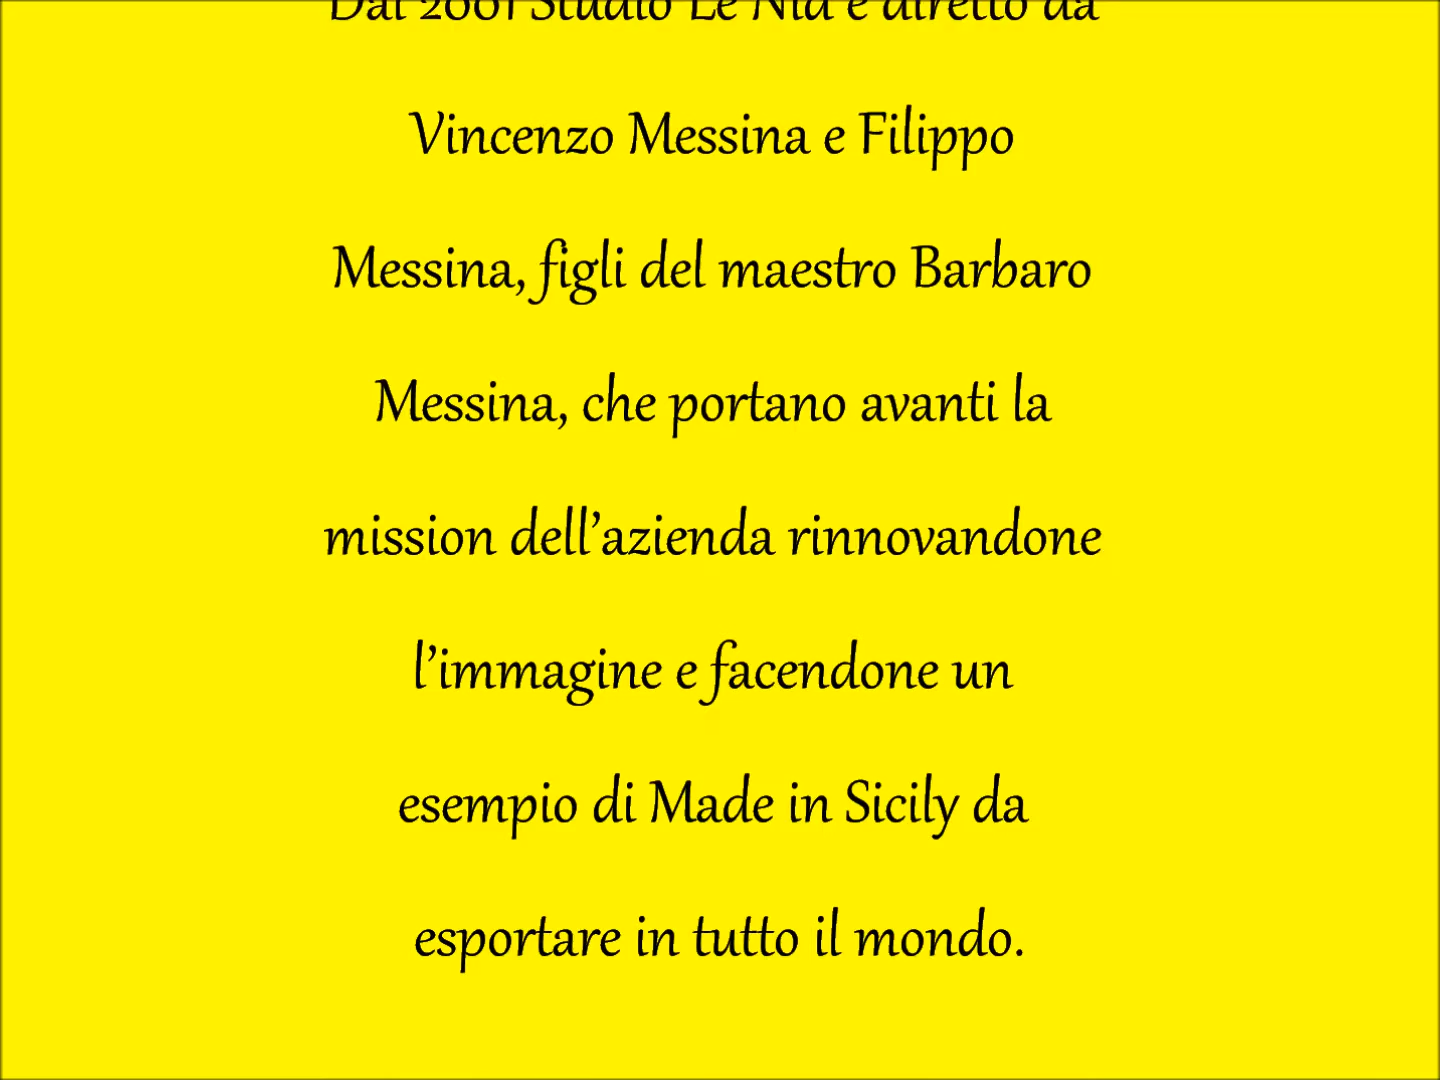 Dal 2001 Studio Le Nid è diretto da
Vincenzo Messina e Filippo
Messina, figli del maestro Barbaro
Messina, che portano avanti la
mission dell’azienda rinnovandone
l’immagine e facendone un
esempio di Made in Sicily da
esportare in tutto il mondo.